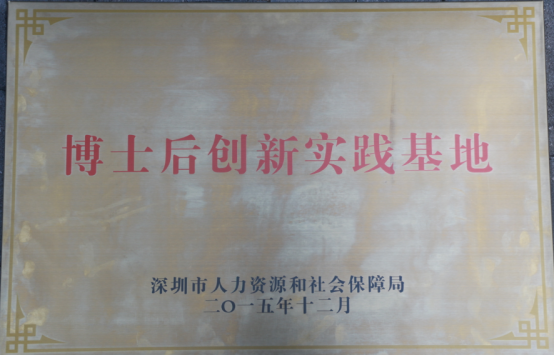 博士后创新实践基地
深圳市人力资源和社会保障局
二〇一五年十二月